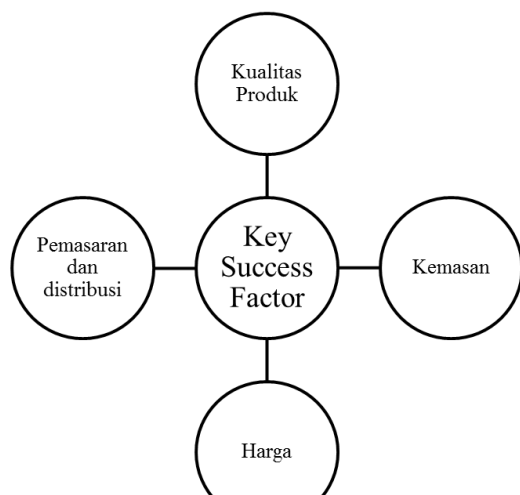 Kualitas
Produk
Pemasaran
dan
distribusi
Key
Success
Factor
Kemasan
Harga